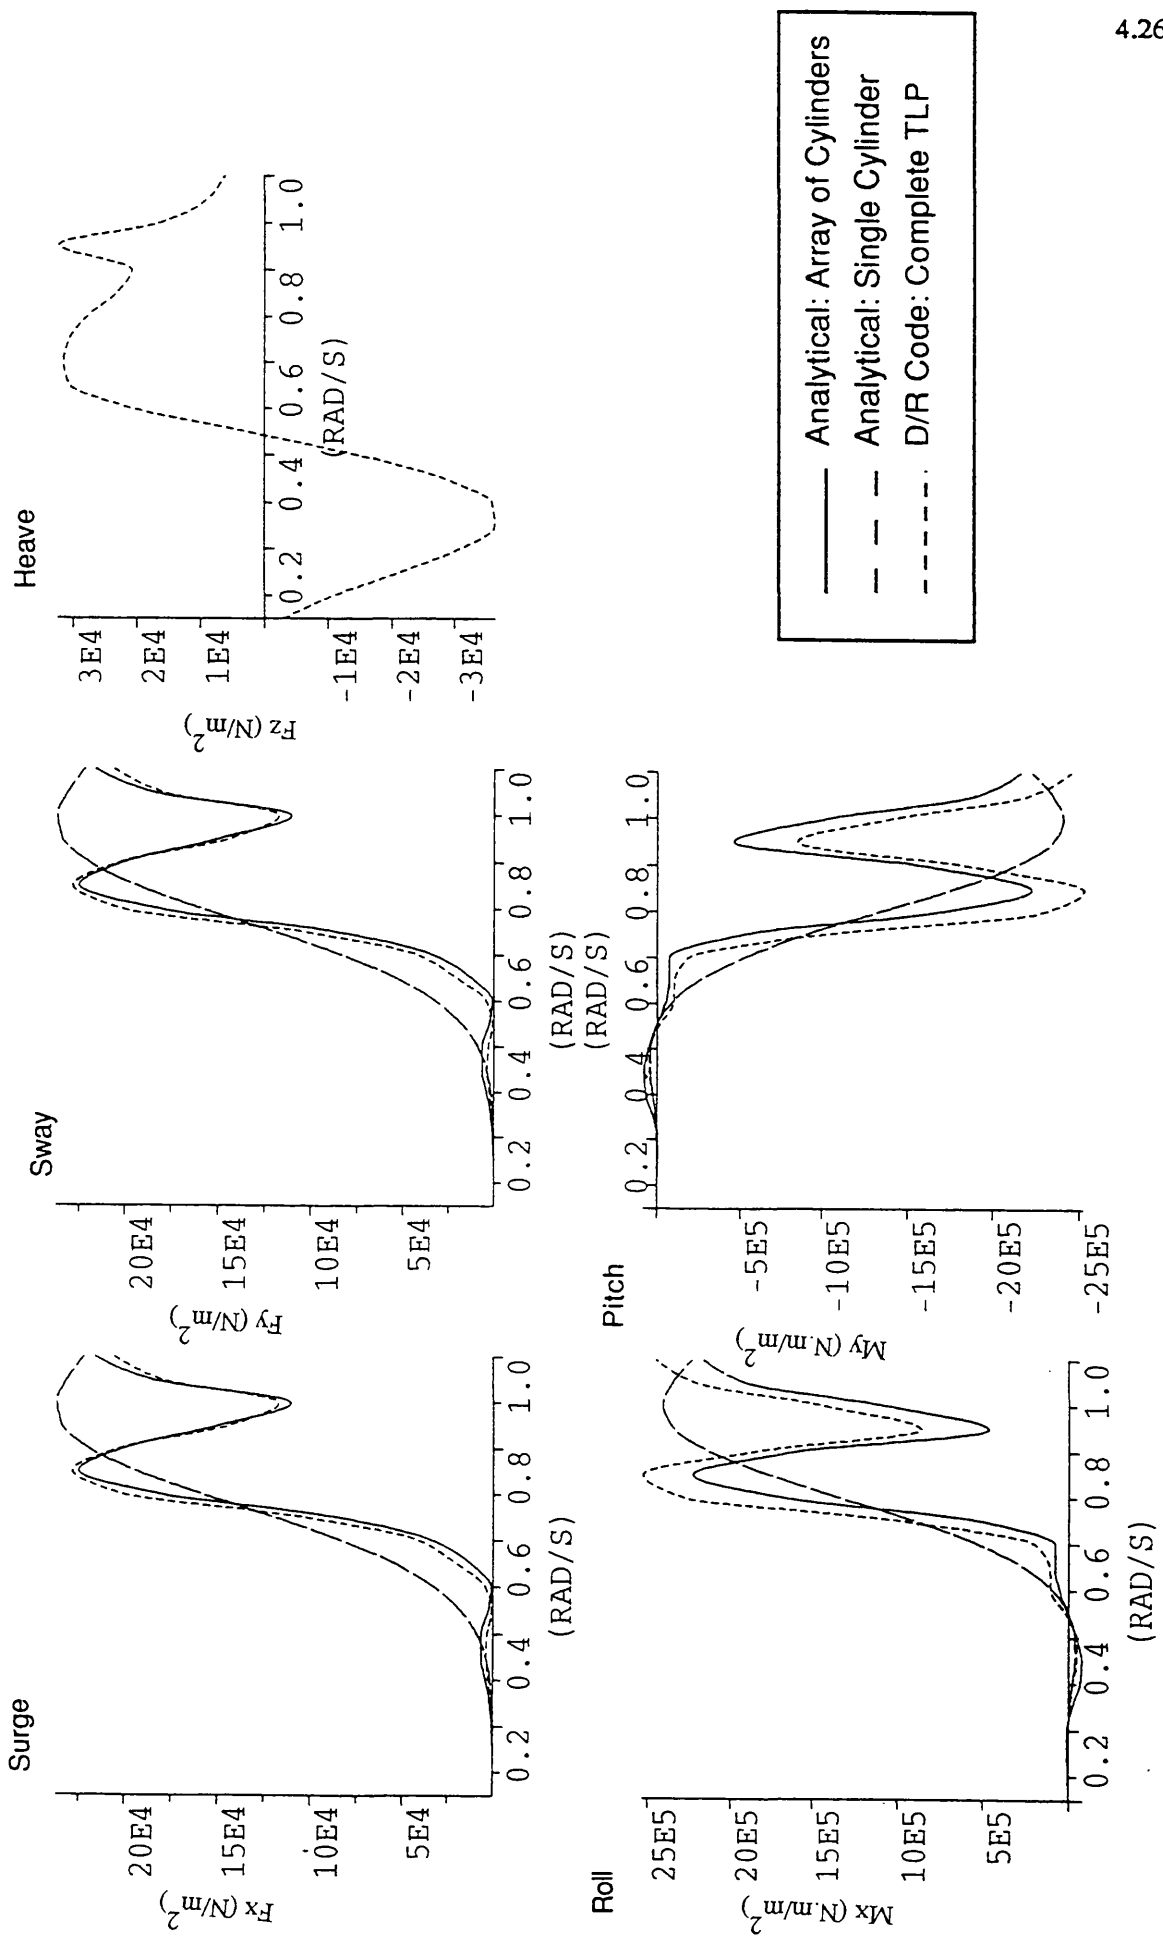 4.26
Surge
Fx (N/m2)
20E4
15E4
10E4
5E4
0.2 0.4 0.6 0.8 1.0
(RAD/S)
Sway
Fy (N/m2)
20E4
15E4
10E4
5E4
0.2 0.4 0.6 0.8 1.0
(RAD/S)
Heave
Fz (N/m2)
3E4
2E4
1E4
-1E4
-2E4
-3E4
0.2 0.4 0.6 0.8 1.0
(RAD/S)
Roll
Mx (N.m/m2)
25E5
20E5
15E5
10E5
5E5
0.2 0.4 0.6 0.8 1.0
(RAD/S)
Pitch
My (N.m/m2)
-5E5
-10E5
-15E5
-20E5
-25E5
0.2 0.4 0.6 0.8 1.0
(RAD/S)
Analytical: Array of Cylinders
Analytical: Single Cylinder
D/R Code: Complete TLP